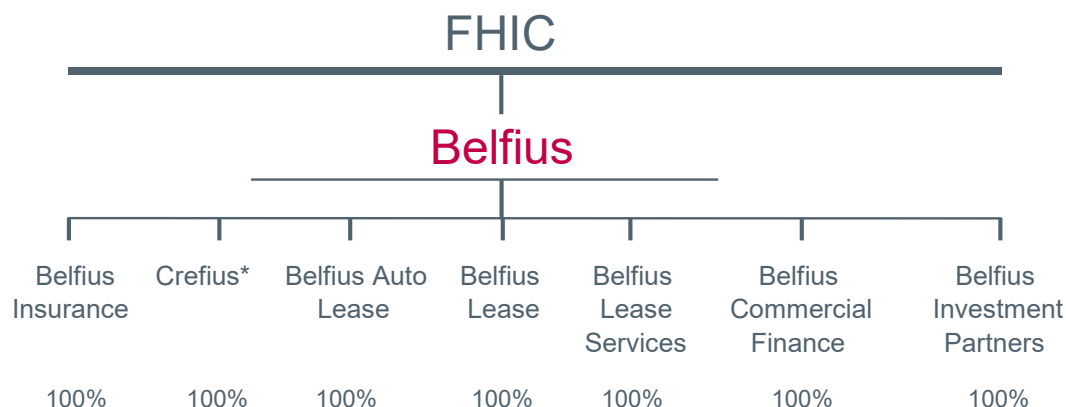 FHIC
Belfius
Belfius
Insurance
Crefius*
Belfius Auto
Lease
Belfius
Lease
Belfius
Lease
Services
Belfius
Commercial
Finance
Belfius
Investment
Partners
100%
100%
100%
100%
100%
100%
100%